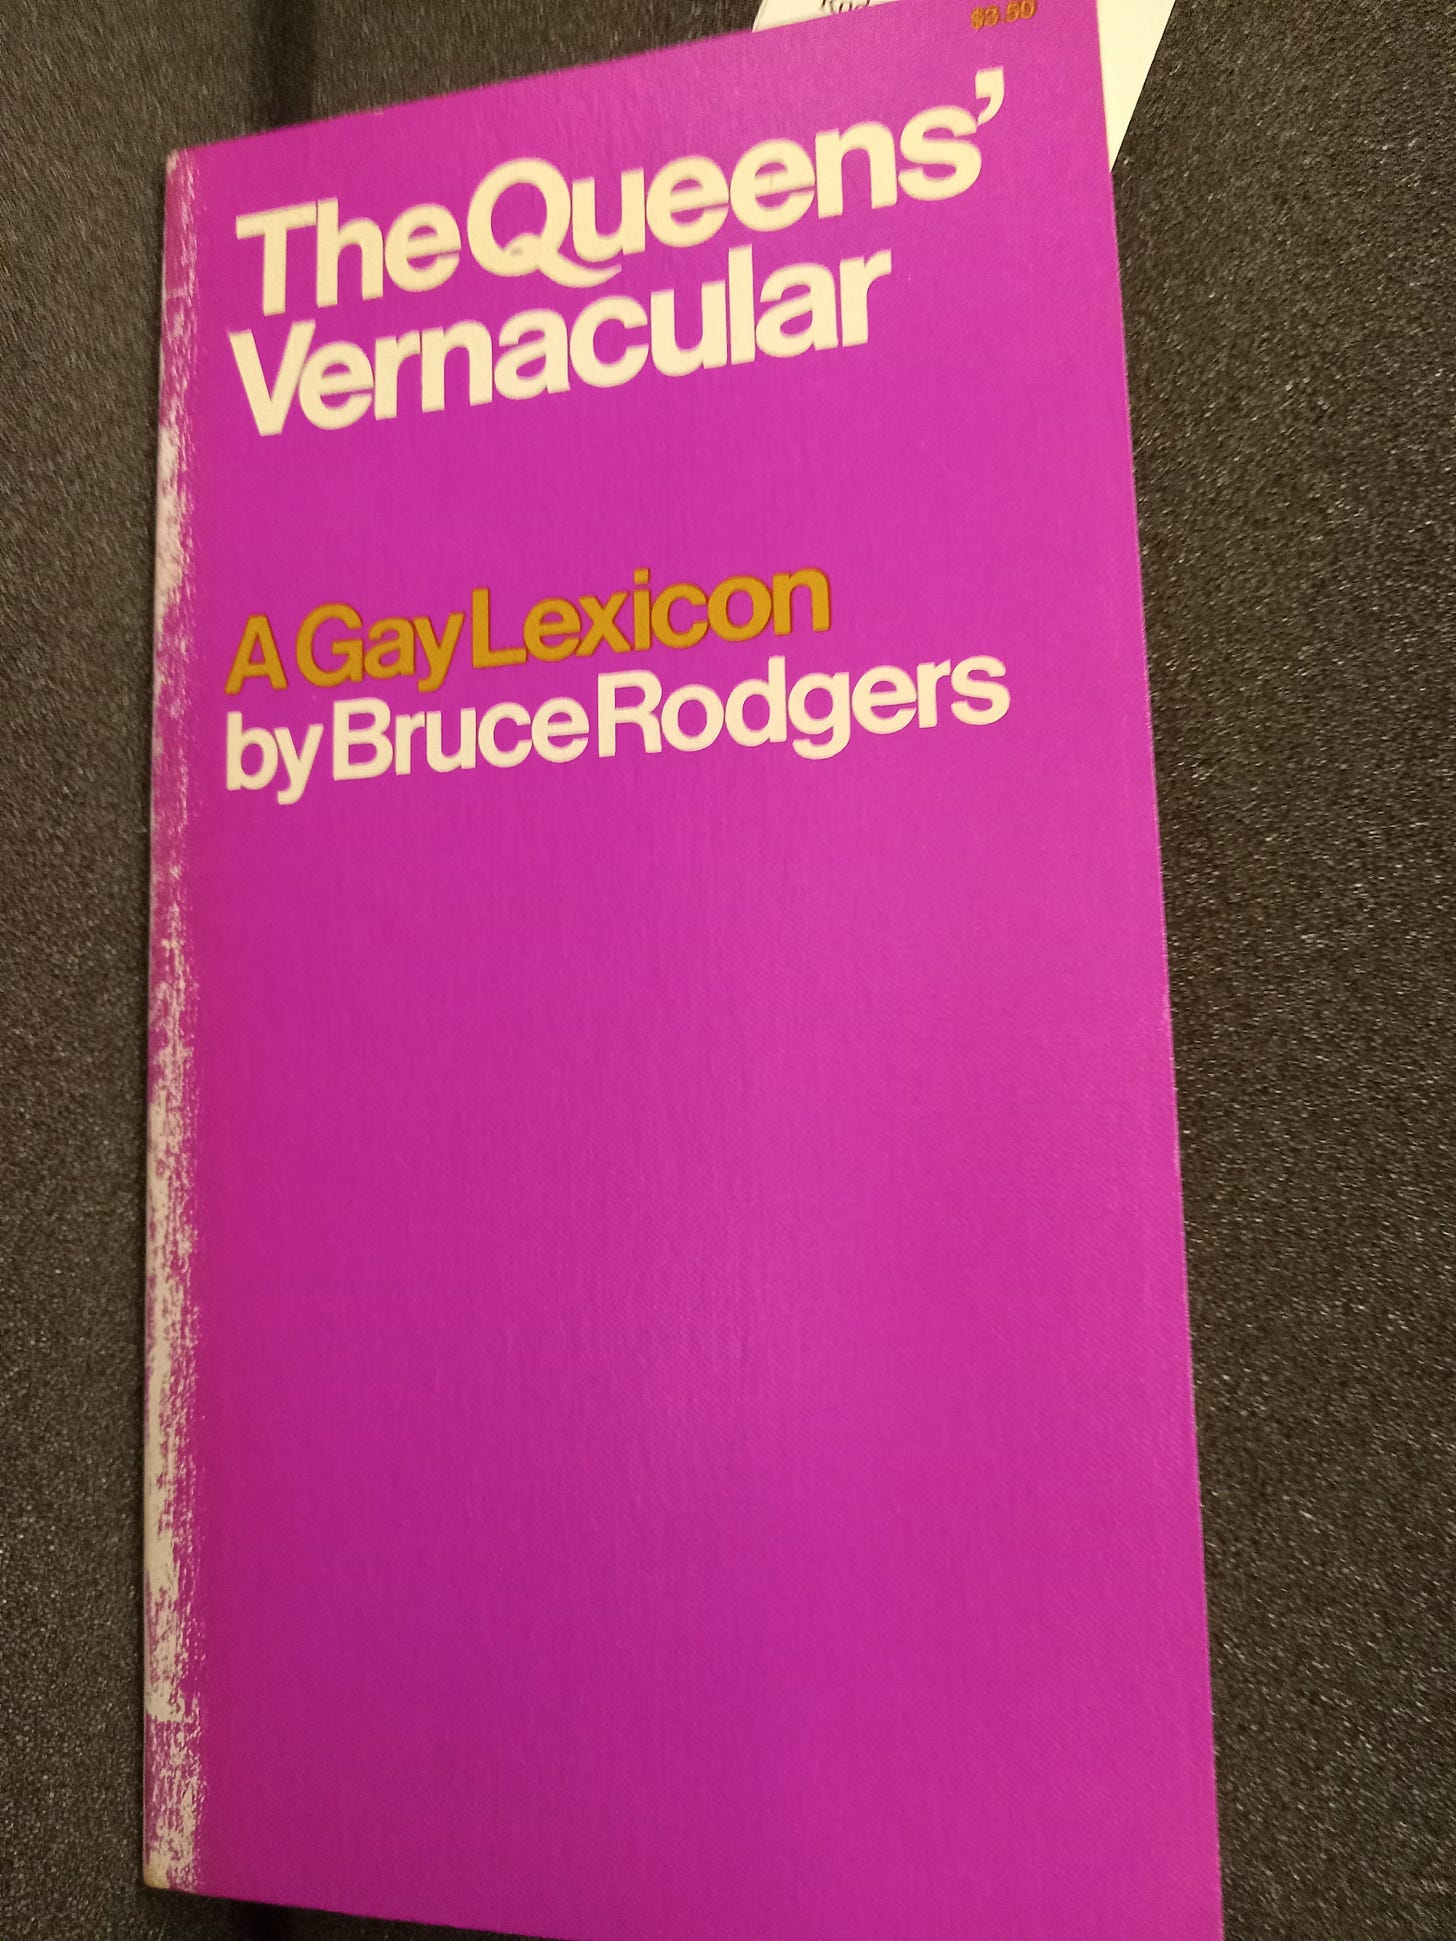 $3.50
The Queens'
Vernacular
A Gay Lexicon
by Bruce Rodgers